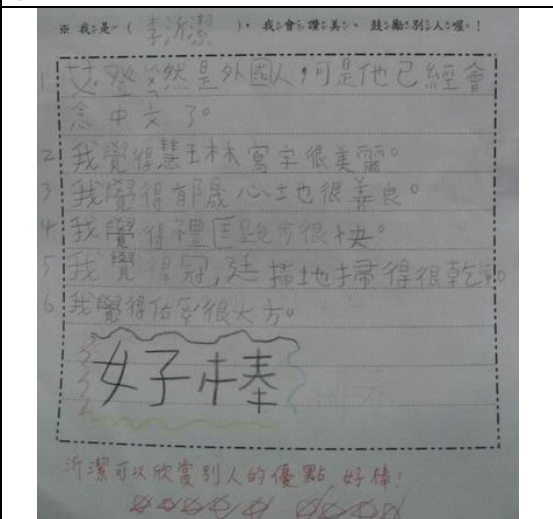 ※我是(李沂潔),我會讚美、鼓勵別人喔!
1 艾登雖然是外國人,可是他已經會
念中文了。
2 我覺得慧林寫字很美麗。
3 我覺得郁晟心地也很善良。
4 我覺得禮匡跑步很快。
5 我覺得冠廷掃地掃得很乾淨。
6 我覺得佑 很大方。
好棒
沂潔可以欣賞別人的優點,好棒!